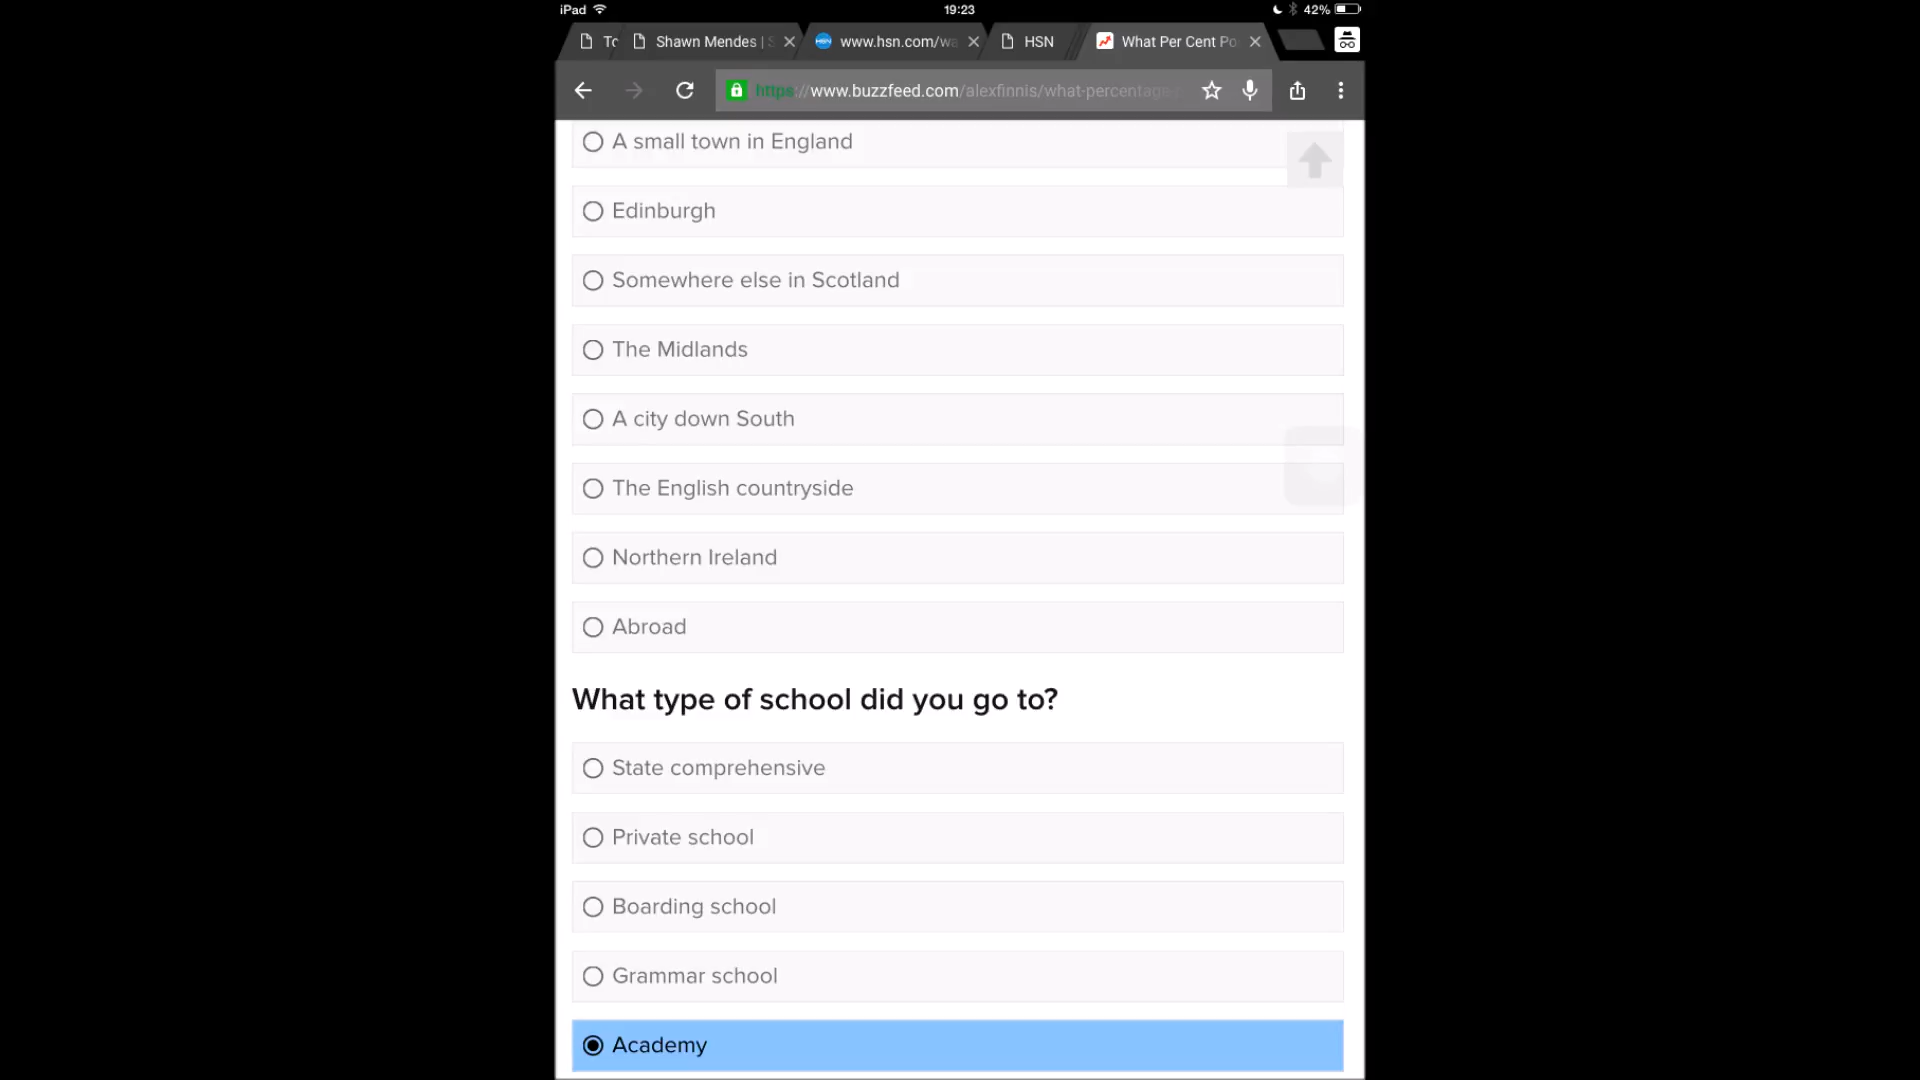 iPad 19:23 42%
To Shawn Mendes | S www.hsn.com/wa HSN What Per Cent Po
https://www.buzzfeed.com/alexfinnis/what-percentage
A small town in England
Edinburgh
Somewhere else in Scotland
The Midlands
A city down South
The English countryside
Northern Ireland
Abroad
What type of school did you go to?
State comprehensive
Private school
Boarding school
Grammar school
Academy